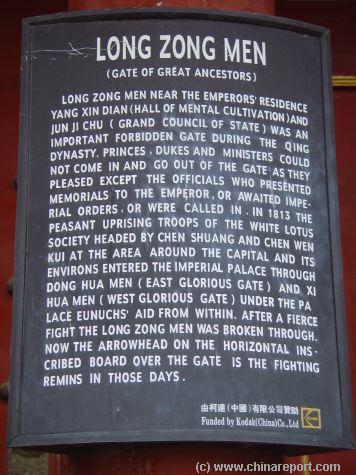 LONG ZONG MEN
(GATE OF GREAT ANCESTORS)
LONG ZONG MEN NEAR THE EMPERORS' RESIDENCE
YANG XIN DIAN (HALL OF MENTAL CULTIVATION) AND
JUN JI CHU ( GRAND COUNCIL OF STATE ) WAS AN
IMPORTANT FORBIDDEN GATE DURING THE QING
DYNASTY. PRINCES, DUKES AND MINISTERS COULD
NOT COME IN AND GO OUT OF THE GATE AS THEY
PLEASED EXCEPT THE OFFICIALS WHO PRESENTED
MEMORIALS TO THE EMPEROR, OR AWAITED IMPE-
RIAL ORDERS, OR WERE CALLED IN. IN 1813 THE
PEASANT UPRISING TROOPS OF THE WHITE LOTUS
SOCIETY HEADED BY CHEN SHUANG AND CHEN WEN
KUI AT THE AREA AROUND THE CAPITAL AND ITS
ENVIRONS ENTERED THE IMPERIAL PALACE THROUGH
DONG HUA MEN ( EAST GLORIOUS GATE ) AND XI
HUA MEN ( WEST GLORIOUS GATE ) UNDER THE PA
LACE EUNUCHS' AID FROM WITHIN. AFTER A FIERCE
FIGHT THE LONG ZONG MEN WAS BROKEN THROUGH.
NOW THE ARROWHEAD ON THE HORIZONTAL INS-
CRIBED BOARD OVER THE GATE IS THE FIGHTING
REMINS IN THOSE DAYS.
由柯達（中國）有限公司贊助
Funded by Kodak(China)Co.,Ltd
Kodak
(c) www.chinareport.com